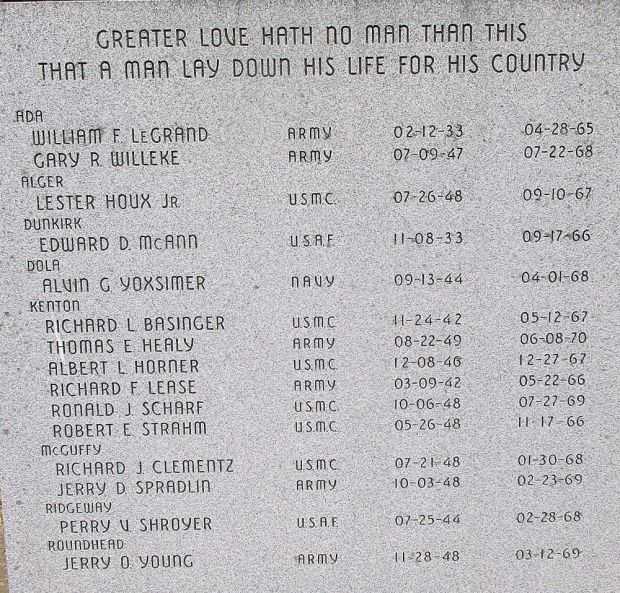 GREATER LOVE HATH NO MAN THAN THIS
THAT A MAN LAY DOWN HIS LIFE FOR HIS COUNTRY
ADA
WILLIAM F. LeGRAND ARMY 02-12-33 04-28-65
GARY R. WILLEKE ARMY 07-09-47 07-22-68
ALGER
LESTER HOUX Jr. U.S.M.C. 07-26-48 09-10-67
DUNKIRK
EDWARD D. McANN U.S.A.F. 11-08-33 09-17-66
DOLA
ALVIN G. YOXSIMER NAVY 09-13-44 04-01-68
KENTON
RICHARD L. BASINGER U.S.M.C. 11-24-42 05-12-67
THOMAS E. HEALY ARMY 08-22-49 06-08-70
ALBERT L. HORNER U.S.M.C. 12-08-46 12-27-67
RICHARD F. LEASE ARMY 03-09-42 05-22-66
RONALD J. SCHARF U.S.M.C. 10-06-48 07-27-69
ROBERT E. STRAHM U.S.M.C. 05-26-48 11-17-66
McGUFFY
RICHARD J. CLEMENTZ U.S.M.C. 07-21-48 01-30-68
JERRY D. SPRADLIN ARMY 10-03-48 02-23-69
RIDGEWAY
PERRY V. SHROYER U.S.A.F. 07-25-44 02-28-68
ROUNDHEAD
JERRY O. YOUNG ARMY 11-28-48 03-12-69